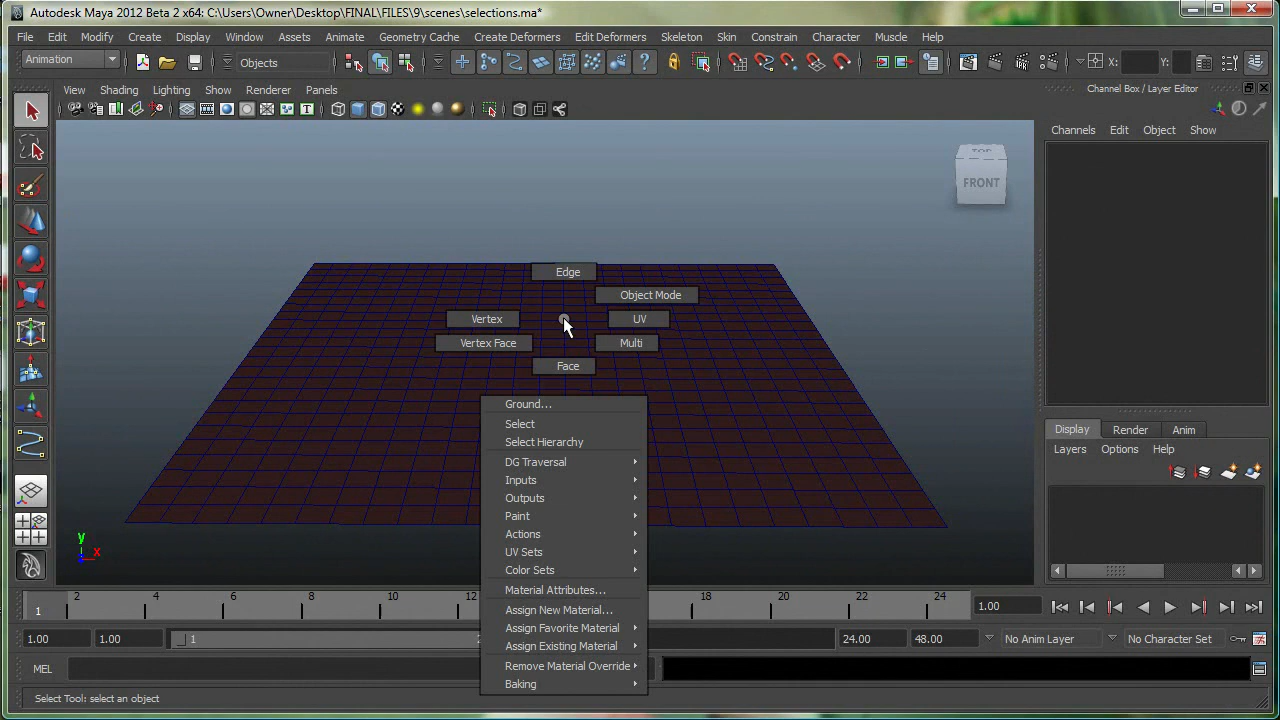 Autodesk Maya 2012 Beta 2 x64: C:\Users\Owner\Desktop\FINAL\FILES\9\scenes\selections.ma*
File Edit Modify Create Display Window Assets Animate Geometry Cache Create Deformers Edit Deformers Skeleton Skin Constrain Character Muscle Help
Animation Objects X: Y:
View Shading Lighting Show Renderer Panels
Channel Box / Layer Editor
Channels Edit Object Show
TOP
FRONT
Edge
Object Mode
Vertex UV
Vertex Face Multi
Face
Ground...
Select
Select Hierarchy
DG Traversal
Inputs
Outputs
Paint
Actions
UV Sets
Color Sets
Material Attributes...
Assign New Material...
Assign Favorite Material
Assign Existing Material
Remove Material Override
Baking
Display Render Anim
Layers Options Help
y
x
1 2 4 6 8 10 12 18 20 22 24 1.00
1.00 1.00 1 24.00 48.00 No Anim Layer No Character Set
MEL
Select Tool: select an object